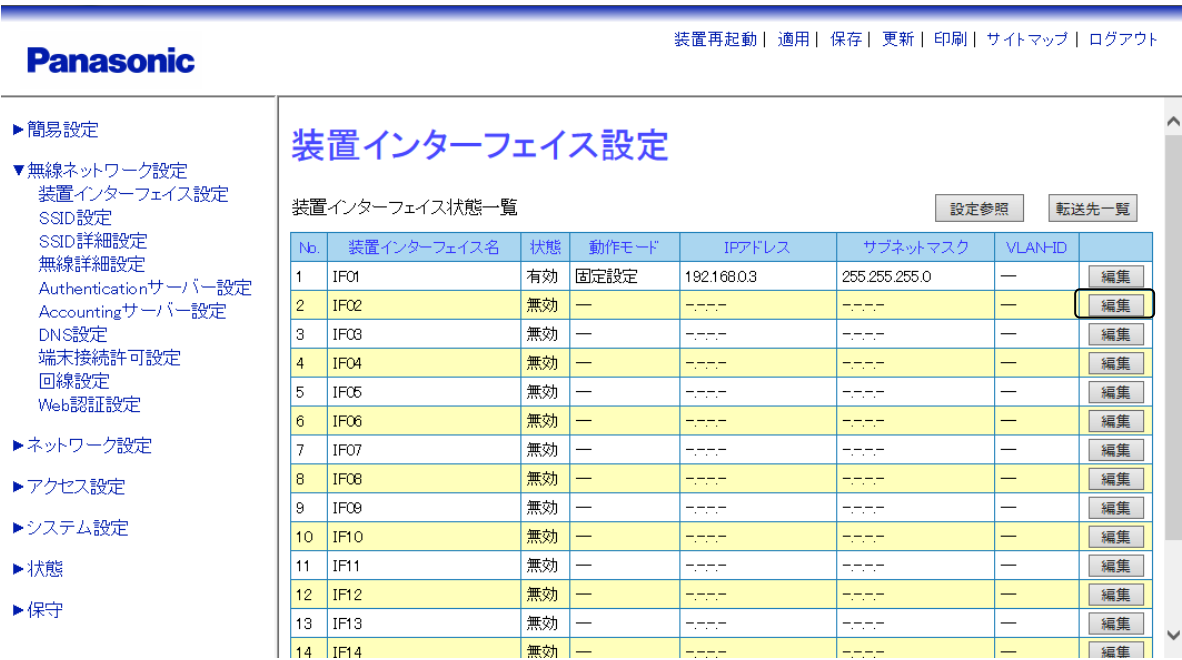 装置再起動| 適用| 保存| 更新| 印刷| サイトマップ| ログアウト
Panasonic
▶簡易設定
▼無線ネットワーク設定
装置インターフェイス設定
SSID設定
SSID詳細設定
無線詳細設定
Authenticationサーバー設定
Accountingサーバー設定
DNS設定
端末接続許可設定
回線設定
Web認証設定
▶ネットワーク設定
▶アクセス設定
▶システム設定
▶状態
▶保守
装置インターフェイス設定
装置インターフェイス状態一覧 設定参照 転送先一覧
No. 装置インターフェイス名 状態 動作モード IPアドレス サブネットマスク VLAN-ID
1 IF01 有効 固定設定 192.168.0.3 255.255.255.0 — 編集
2 IF02 無効 — -.-.-.- -.-.-.- — 編集
3 IF03 無効 — -.-.-.- -.-.-.- — 編集
4 IF04 無効 — -.-.-.- -.-.-.- — 編集
5 IF05 無効 — -.-.-.- -.-.-.- — 編集
6 IF06 無効 — -.-.-.- -.-.-.- — 編集
7 IF07 無効 — -.-.-.- -.-.-.- — 編集
8 IF08 無効 — -.-.-.- -.-.-.- — 編集
9 IF09 無効 — -.-.-.- -.-.-.- — 編集
10 IF10 無効 — -.-.-.- -.-.-.- — 編集
11 IF11 無効 — -.-.-.- -.-.-.- — 編集
12 IF12 無効 — -.-.-.- -.-.-.- — 編集
13 IF13 無効 — -.-.-.- -.-.-.- — 編集
14 IF14 無効 — -.-.-.- -.-.-.- — 編集